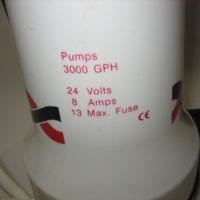 Pumps
3000 GPH
24 Volts
8 Amps
13 Max. Fuse
CE